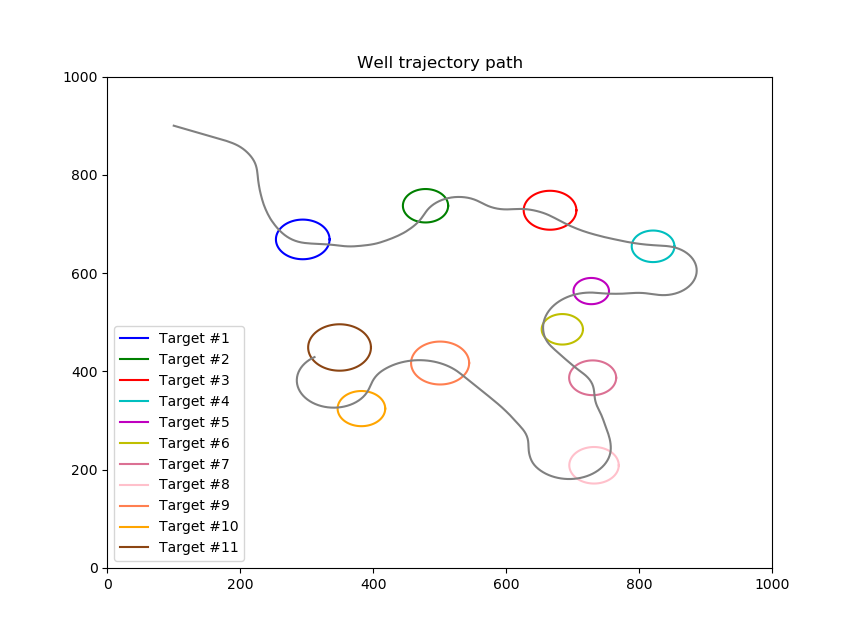 Well trajectory path
1000
800
600
400
200
0
Target #1
Target #2
Target #3
Target #4
Target #5
Target #6
Target #7
Target #8
Target #9
Target #10
Target #11
0 200 400 600 800 1000